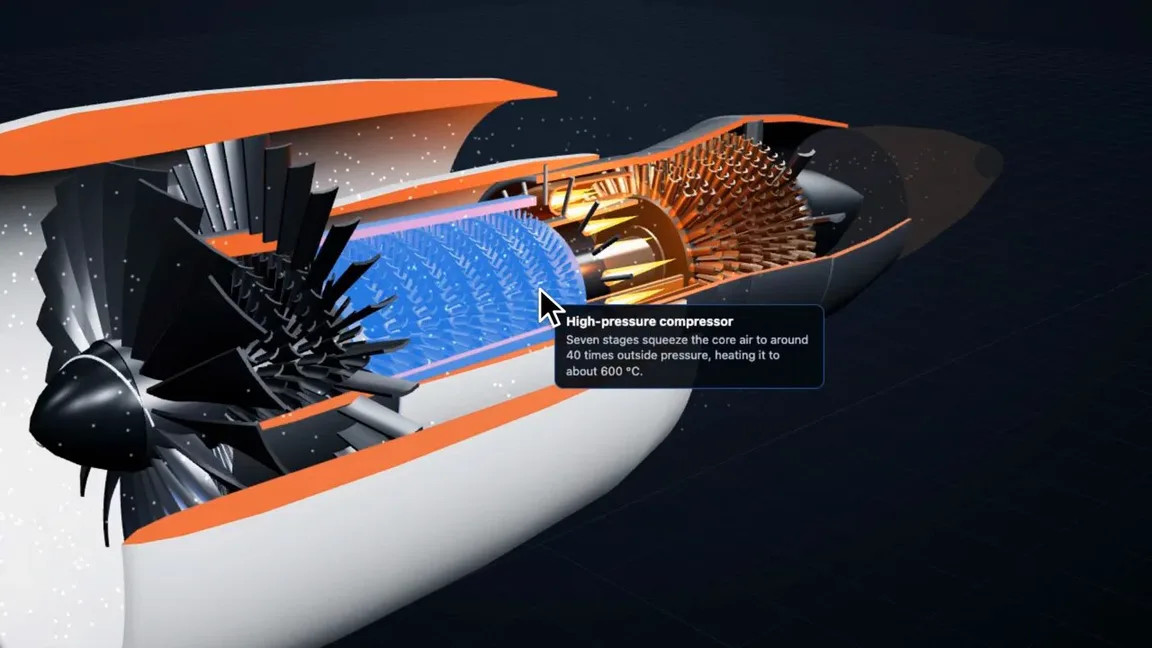 High-pressure compressor
Seven stages squeeze the core air to around
40 times outside pressure, heating it to
about 600 °C.